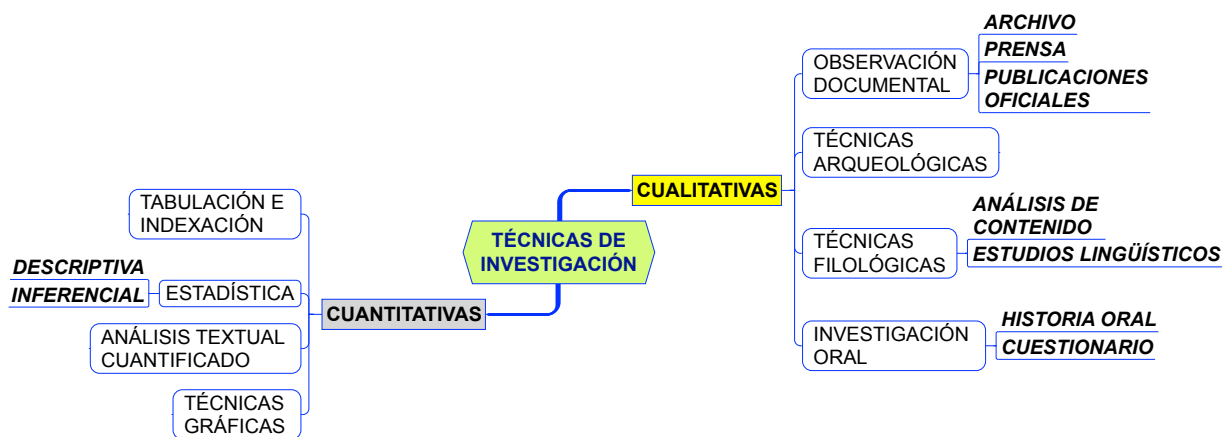 TÉCNICAS DE
INVESTIGACIÓN
CUALITATIVAS
OBSERVACIÓN
DOCUMENTAL
ARCHIVO
PRENSA
PUBLICACIONES
OFICIALES
TÉCNICAS
ARQUEOLÓGICAS
TÉCNICAS
FILOLÓGICAS
ANÁLISIS DE
CONTENIDO
ESTUDIOS LINGÜÍSTICOS
INVESTIGACIÓN
ORAL
HISTORIA ORAL
CUESTIONARIO
CUANTITATIVAS
TABULACIÓN E
INDEXACIÓN
ESTADÍSTICA
DESCRIPTIVA
INFERENCIAL
ANÁLISIS TEXTUAL
CUANTIFICADO
TÉCNICAS
GRÁFICAS